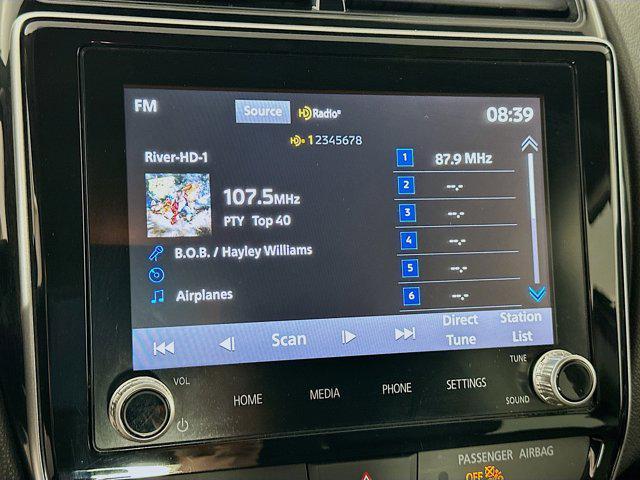 FM Source HD Radio 08:39
HD 12345678
River-HD-1
107.5MHz
PTY Top 40
B.O.B. / Hayley Williams
Airplanes
1 87.9 MHz
2 --.-
3 --.-
4 --.-
5 --.-
6 --.-
Scan
Direct
Tune
Station
List
VOL
HOME
MEDIA
PHONE
SETTINGS
TUNE
SOUND
PASSENGER AIRBAG
OFF